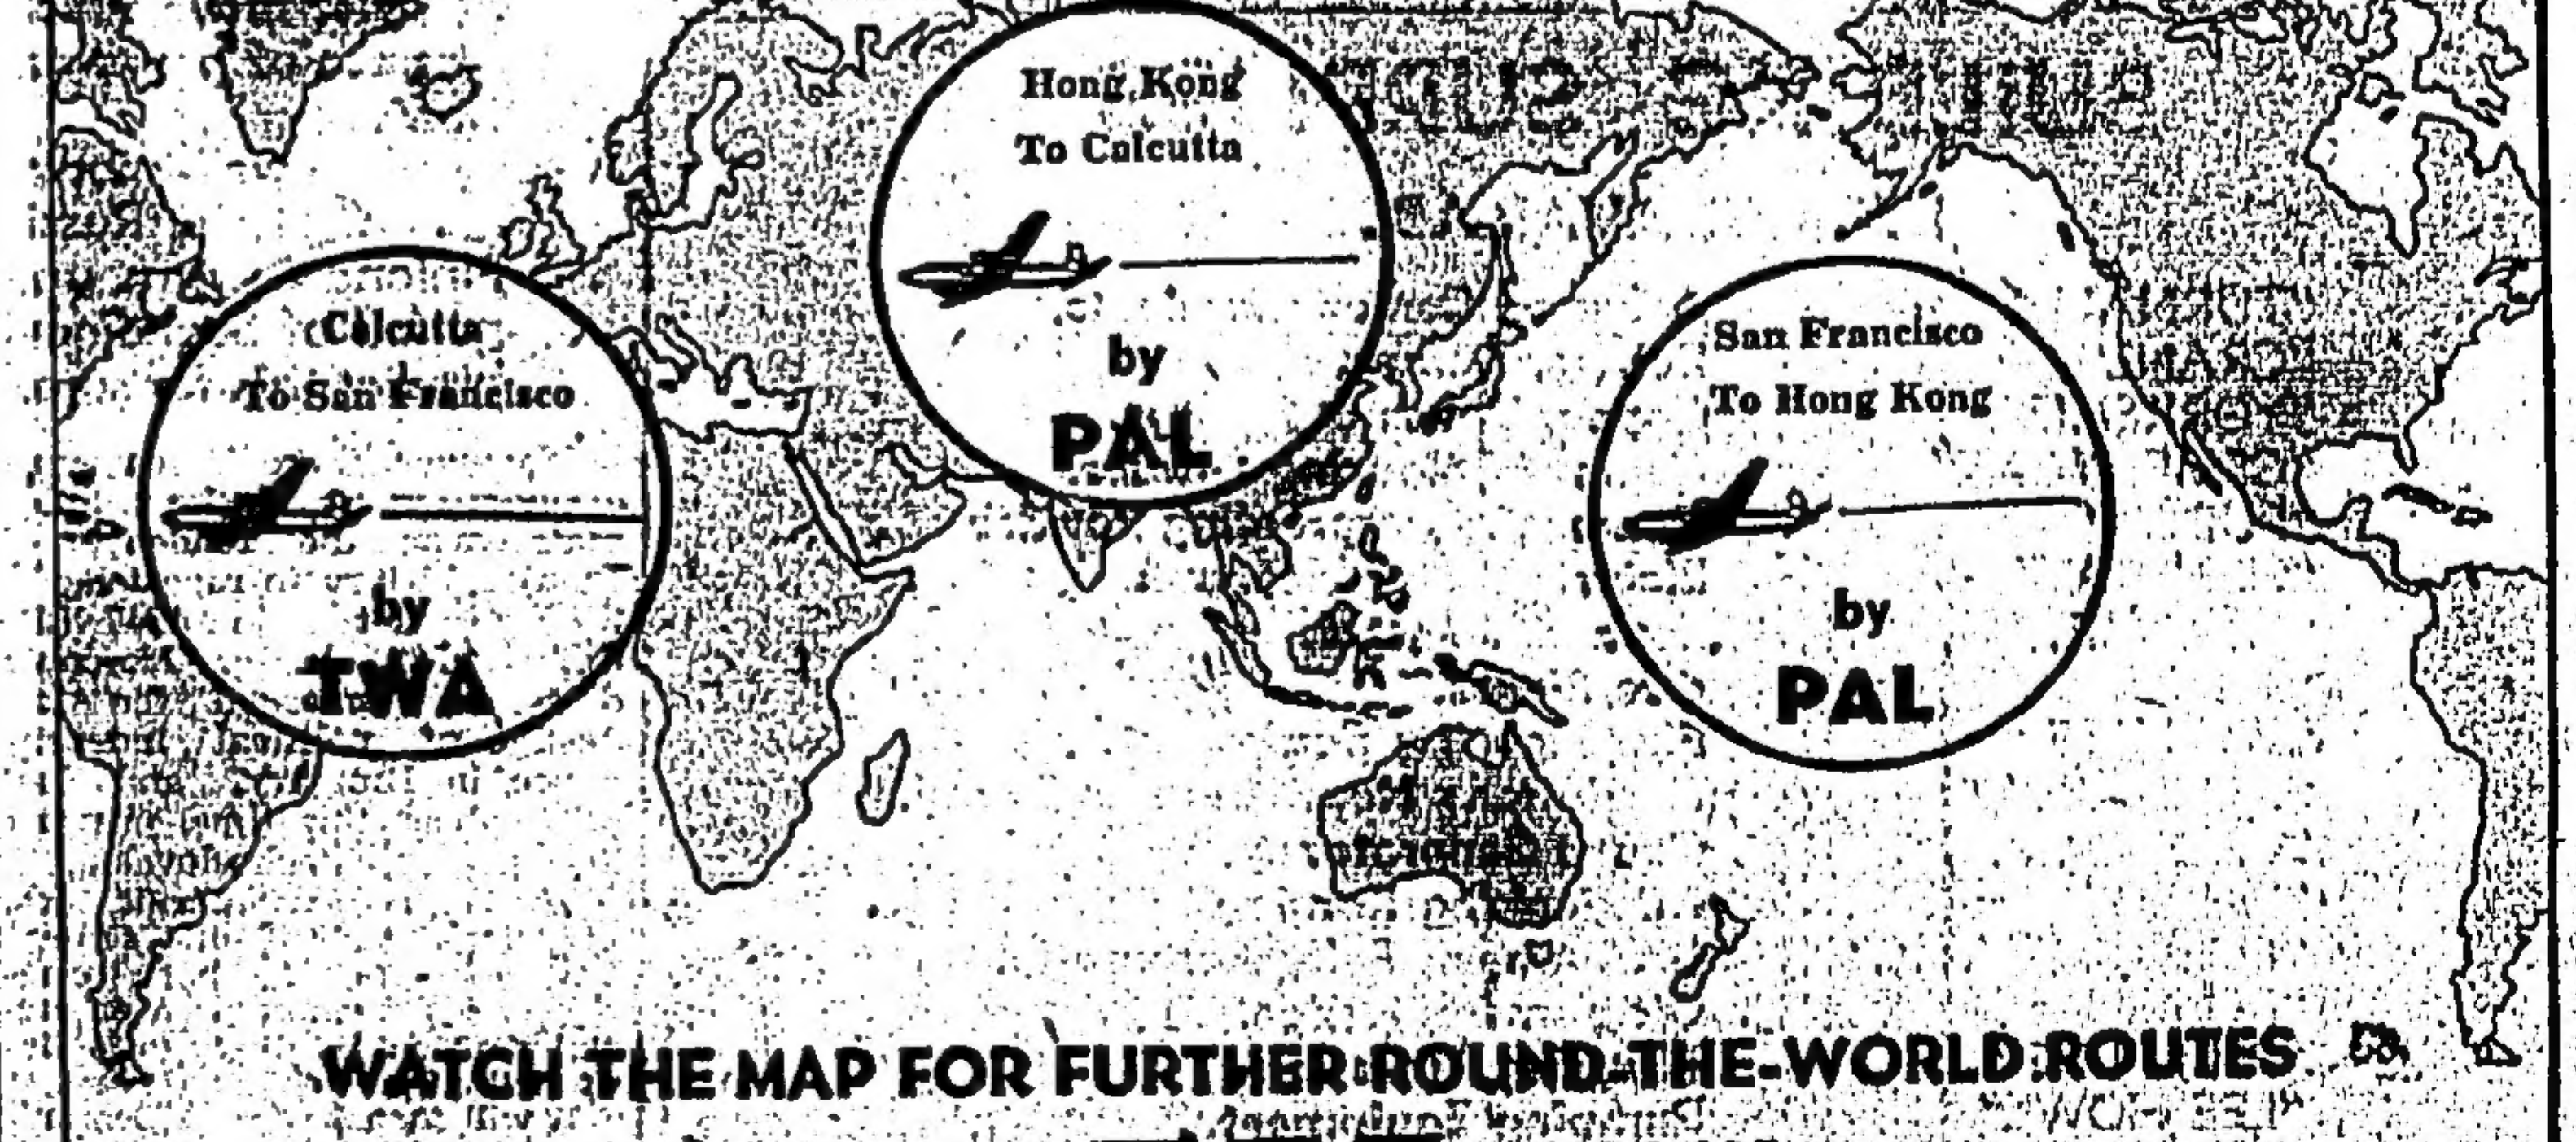 Hong Kong
To Calcutta
by
PAL
Calcutta
To San Francisco
by
TWA
San Francisco
To Hong Kong
by
PAL
WATCH THE MAP FOR FURTHER ROUND-THE-WORLD ROUTES